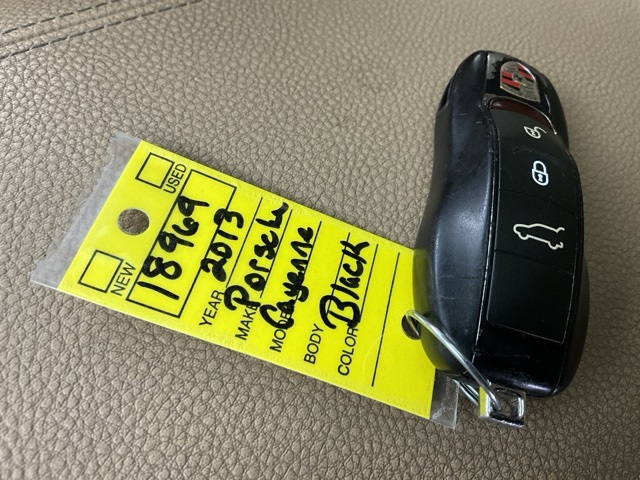 NEW USED
18969
YEAR 2013
MAKE Porsche
MODEL Cayenne
BODY
COLOR Black